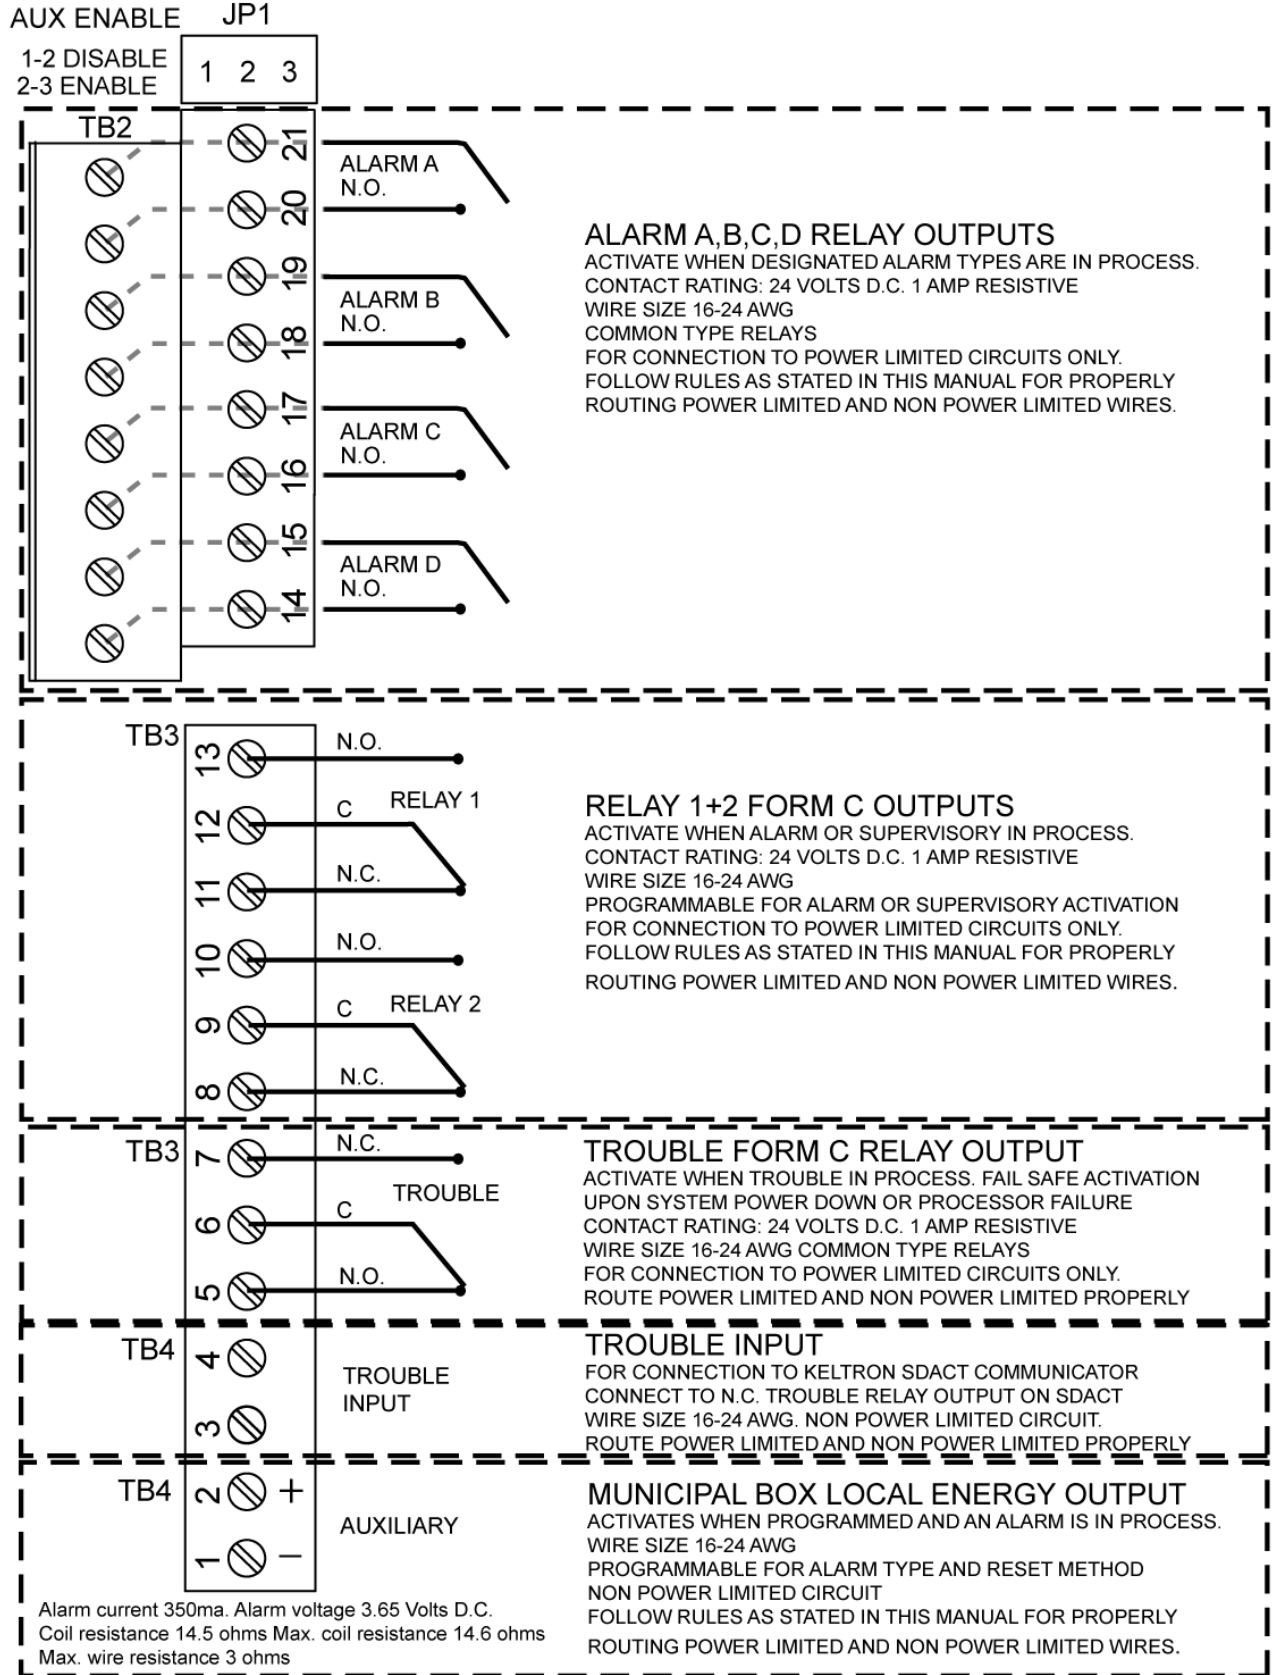 AUX ENABLE JP1
1-2 DISABLE
2-3 ENABLE
1 2 3
TB2
21
ALARM A
N.O.
20
19
ALARM B
N.O.
18
17
ALARM C
N.O.
16
15
ALARM D
N.O.
14
ALARM A,B,C,D RELAY OUTPUTS
ACTIVATE WHEN DESIGNATED ALARM TYPES ARE IN PROCESS.
CONTACT RATING: 24 VOLTS D.C. 1 AMP RESISTIVE
WIRE SIZE 16-24 AWG
COMMON TYPE RELAYS
FOR CONNECTION TO POWER LIMITED CIRCUITS ONLY.
FOLLOW RULES AS STATED IN THIS MANUAL FOR PROPERLY
ROUTING POWER LIMITED AND NON POWER LIMITED WIRES.
TB3
13 N.O.
12 C RELAY 1
11 N.C.
10 N.O.
9 C RELAY 2
8 N.C.
RELAY 1+2 FORM C OUTPUTS
ACTIVATE WHEN ALARM OR SUPERVISORY IN PROCESS.
CONTACT RATING: 24 VOLTS D.C. 1 AMP RESISTIVE
WIRE SIZE 16-24 AWG
PROGRAMMABLE FOR ALARM OR SUPERVISORY ACTIVATION
FOR CONNECTION TO POWER LIMITED CIRCUITS ONLY.
FOLLOW RULES AS STATED IN THIS MANUAL FOR PROPERLY
ROUTING POWER LIMITED AND NON POWER LIMITED WIRES.
TB3
7 N.C.
TROUBLE
6 C
5 N.O.
TROUBLE FORM C RELAY OUTPUT
ACTIVATE WHEN TROUBLE IN PROCESS. FAIL SAFE ACTIVATION
UPON SYSTEM POWER DOWN OR PROCESSOR FAILURE
CONTACT RATING: 24 VOLTS D.C. 1 AMP RESISTIVE
WIRE SIZE 16-24 AWG COMMON TYPE RELAYS
FOR CONNECTION TO POWER LIMITED CIRCUITS ONLY.
ROUTE POWER LIMITED AND NON POWER LIMITED PROPERLY
TB4
4
3
TROUBLE
INPUT
TROUBLE INPUT
FOR CONNECTION TO KELTRON SDACT COMMUNICATOR
CONNECT TO N.C. TROUBLE RELAY OUTPUT ON SDACT
WIRE SIZE 16-24 AWG. NON POWER LIMITED CIRCUIT.
ROUTE POWER LIMITED AND NON POWER LIMITED PROPERLY
TB4
2 +
1 −
AUXILIARY
MUNICIPAL BOX LOCAL ENERGY OUTPUT
ACTIVATES WHEN PROGRAMMED AND AN ALARM IS IN PROCESS.
WIRE SIZE 16-24 AWG
PROGRAMMABLE FOR ALARM TYPE AND RESET METHOD
NON POWER LIMITED CIRCUIT
FOLLOW RULES AS STATED IN THIS MANUAL FOR PROPERLY
ROUTING POWER LIMITED AND NON POWER LIMITED WIRES.
Alarm current 350ma. Alarm voltage 3.65 Volts D.C.
Coil resistance 14.5 ohms Max. coil resistance 14.6 ohms
Max. wire resistance 3 ohms